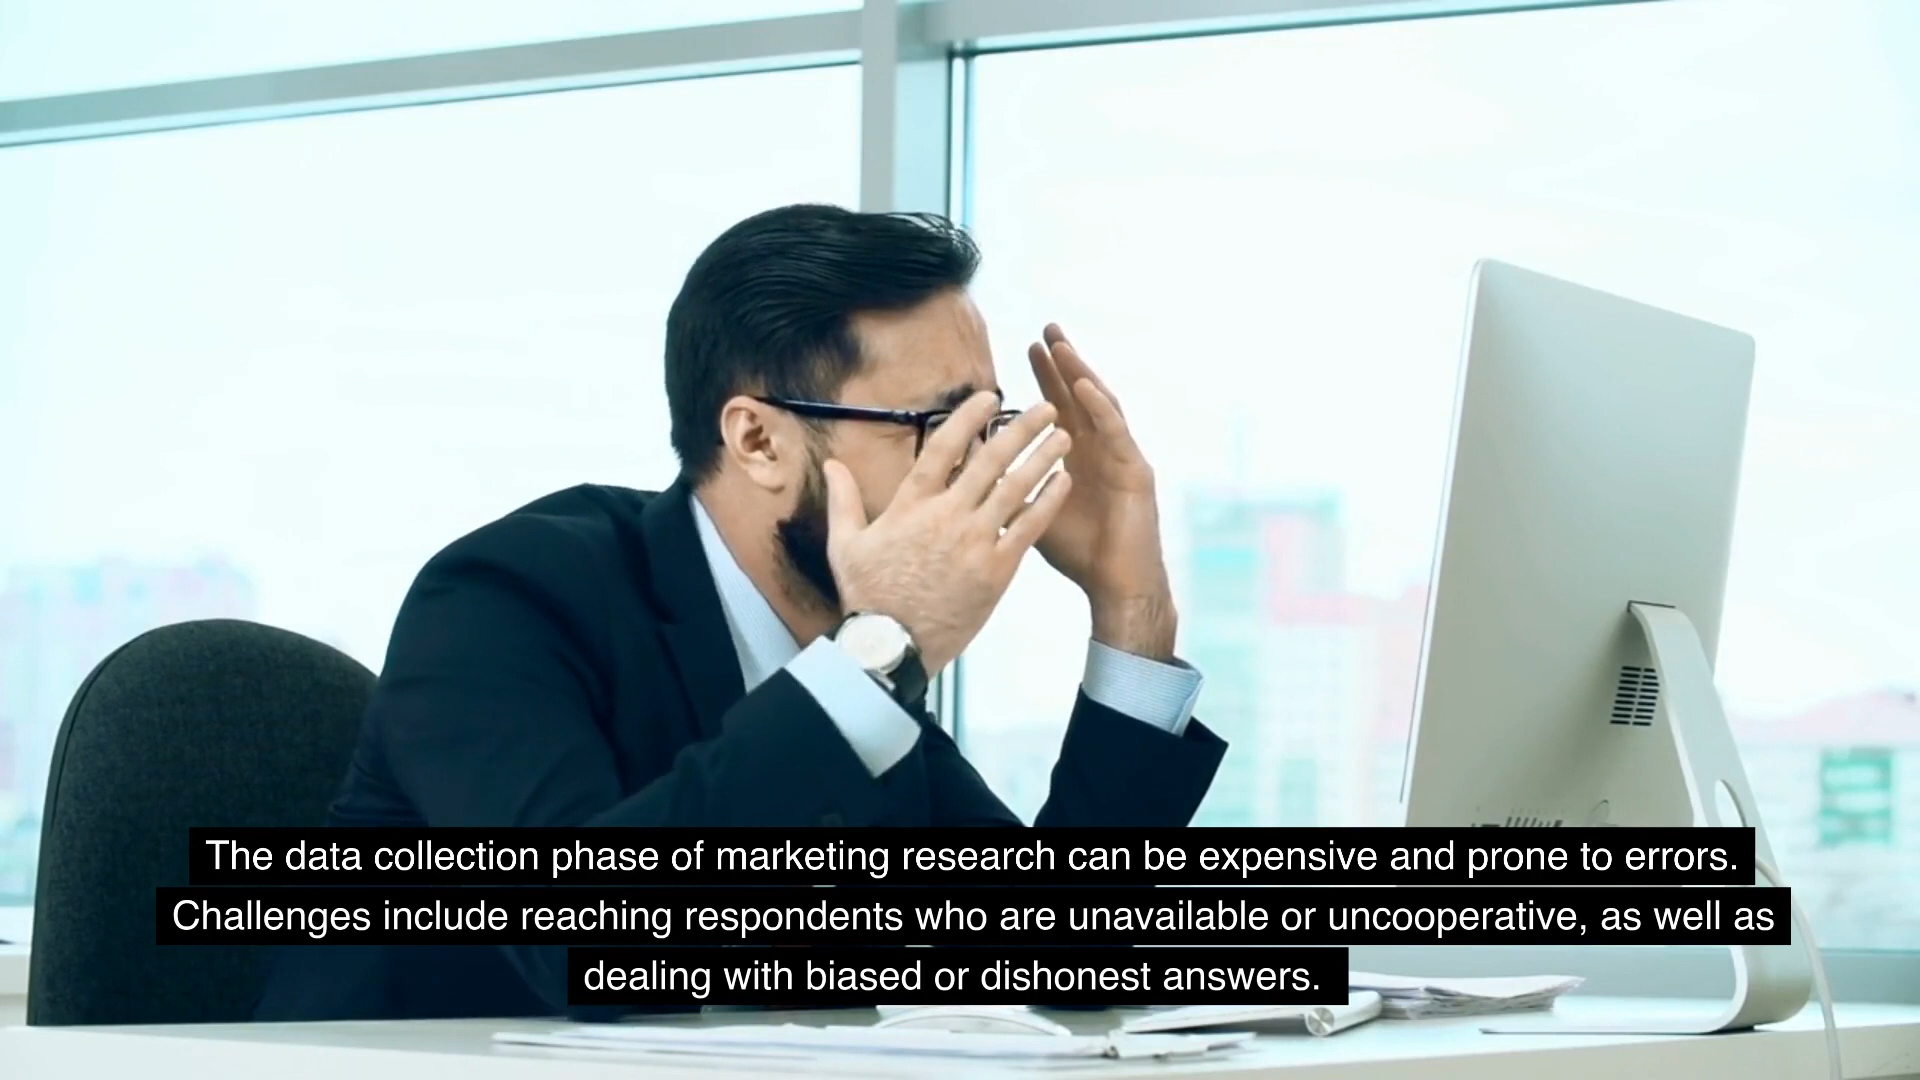 The data collection phase of marketing research can be expensive and prone to errors.
Challenges include reaching respondents who are unavailable or uncooperative, as well as
dealing with biased or dishonest answers.